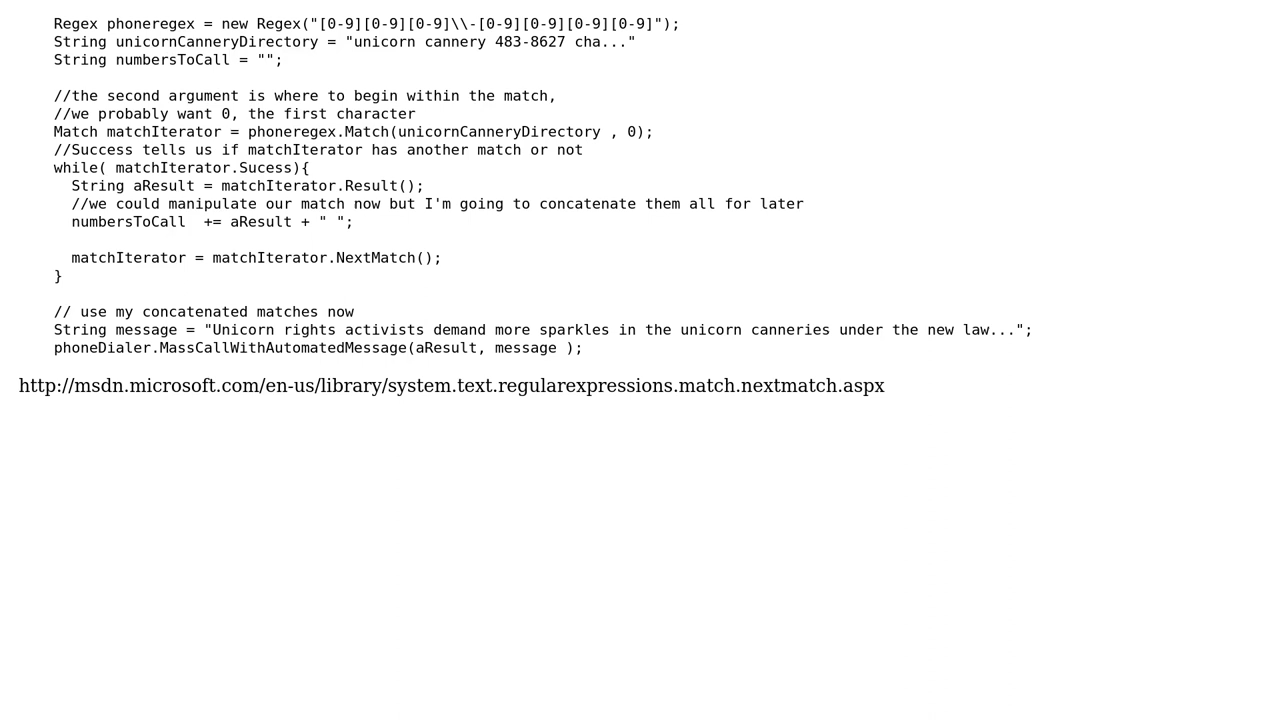 Regex phoneregex = new Regex("[0-9][0-9][0-9]\\-[0-9][0-9][0-9][0-9]");
String unicornCanneryDirectory = "unicorn cannery 483-8627 cha..."
String numbersToCall = "";
//the second argument is where to begin within the match,
//we probably want 0, the first character
Match matchIterator = phoneregex.Match(unicornCanneryDirectory , 0);
//Success tells us if matchIterator has another match or not
while( matchIterator.Sucess){
  String aResult = matchIterator.Result();
  //we could manipulate our match now but I'm going to concatenate them all for later
  numbersToCall  += aResult + " ";
  matchIterator = matchIterator.NextMatch();
}
// use my concatenated matches now
String message = "Unicorn rights activists demand more sparkles in the unicorn canneries under the new law...";
phoneDialer.MassCallWithAutomatedMessage(aResult, message );
http://msdn.microsoft.com/en-us/library/system.text.regularexpressions.match.nextmatch.aspx